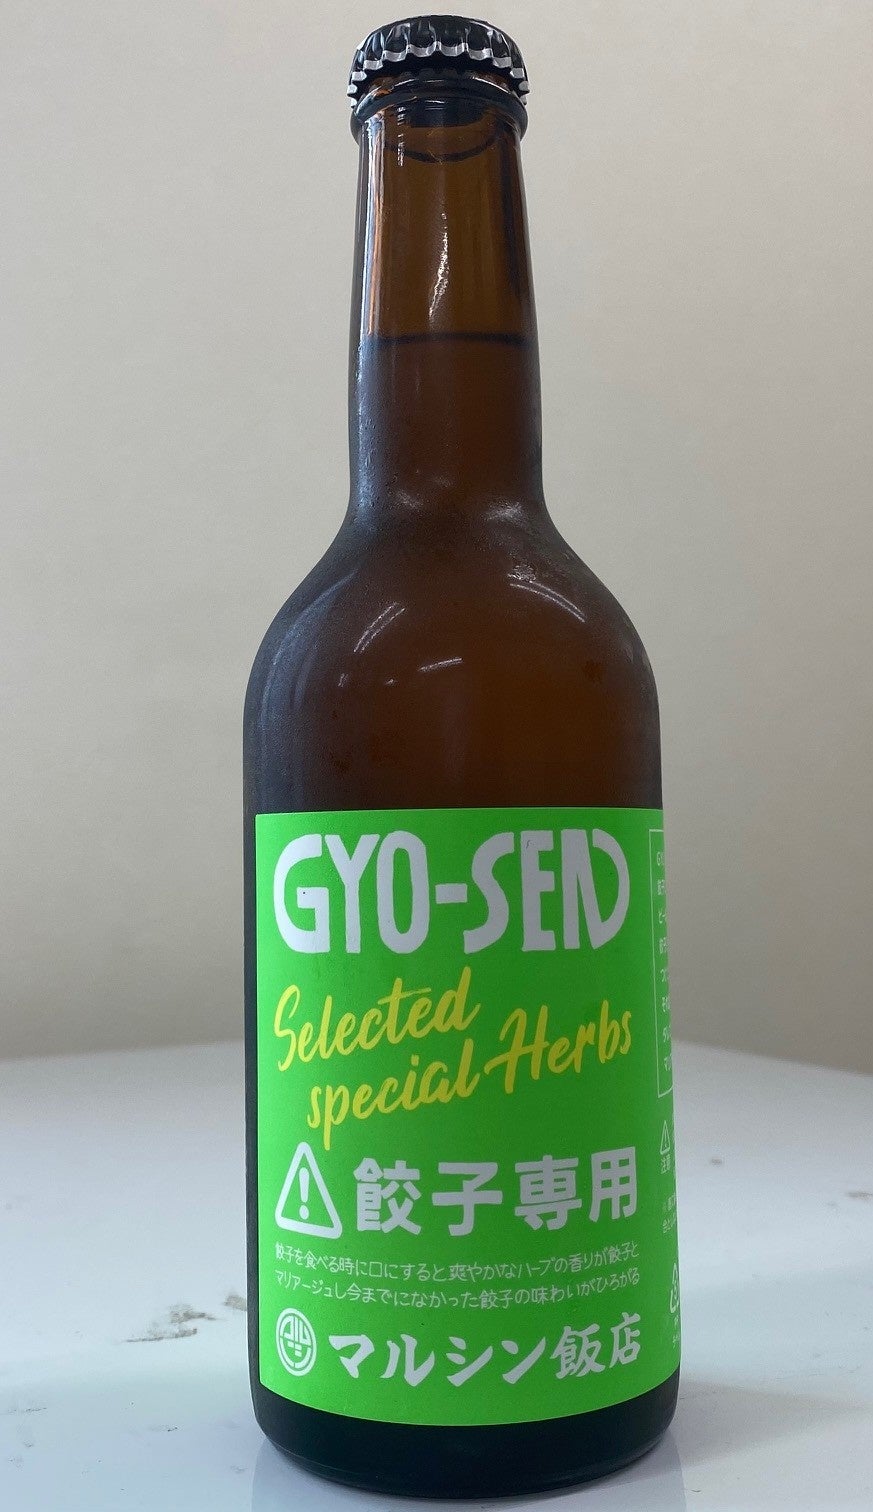 GYO-SEN
Selected
special Herbs
餃子専用
餃子を食べる時に口にすると爽やかなハーブの香りが餃子と
マリアージュし今までになかった餃子の味わいがひろがる
マルシン飯店
注意